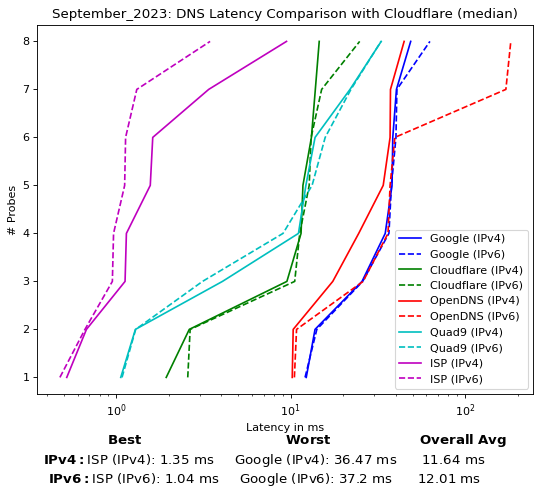 September_2023: DNS Latency Comparison with Cloudflare (median)
8
7
6
5
4
3
2
1
# Probes
Google (IPv4)
Google (IPv6)
Cloudflare (IPv4)
Cloudflare (IPv6)
OpenDNS (IPv4)
OpenDNS (IPv6)
Quad9 (IPv4)
Quad9 (IPv6)
ISP (IPv4)
ISP (IPv6)
10⁰ 10¹ 10²
Latency in ms
Best Worst Overall Avg
IPv4: ISP (IPv4): 1.35 ms Google (IPv4): 36.47 ms 11.64 ms
IPv6: ISP (IPv6): 1.04 ms Google (IPv6): 37.2 ms 12.01 ms